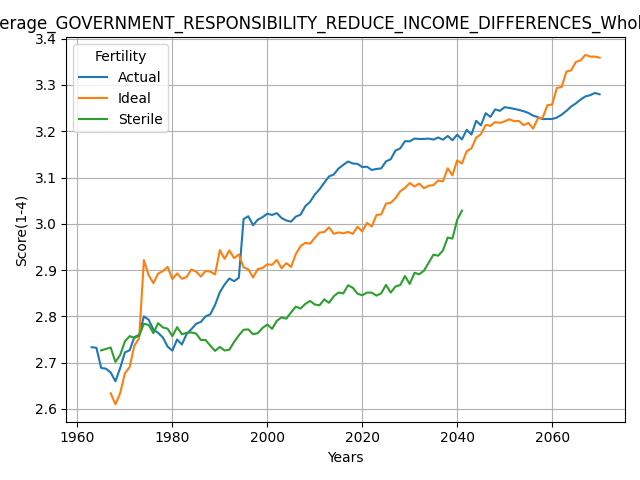 erage_GOVERNMENT_RESPONSIBILITY_REDUCE_INCOME_DIFFERENCES_Whol
Fertility
Actual
Ideal
Sterile
Score(1-4)
3.4
3.3
3.2
3.1
3.0
2.9
2.8
2.7
2.6
1960 1980 2000 2020 2040 2060
Years